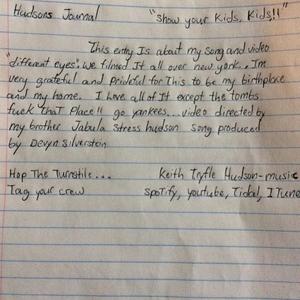 Hudsons Journal "Show your Kids, Kids!!"
This entry Is about my song and video
"different eyes". we filmed It all over new york. Im
very grateful and prideful for This to be my birthplace
and my home. I Love all of It except the tombs
fuck that Place!! go yankees... video directed by
my brother Jabula Stress hudson song produced
by Devyn Silverston
Hop The Turnstile... Keith Hudson-music
Tag your crew Spotify, youtube, Tidal, I Tune